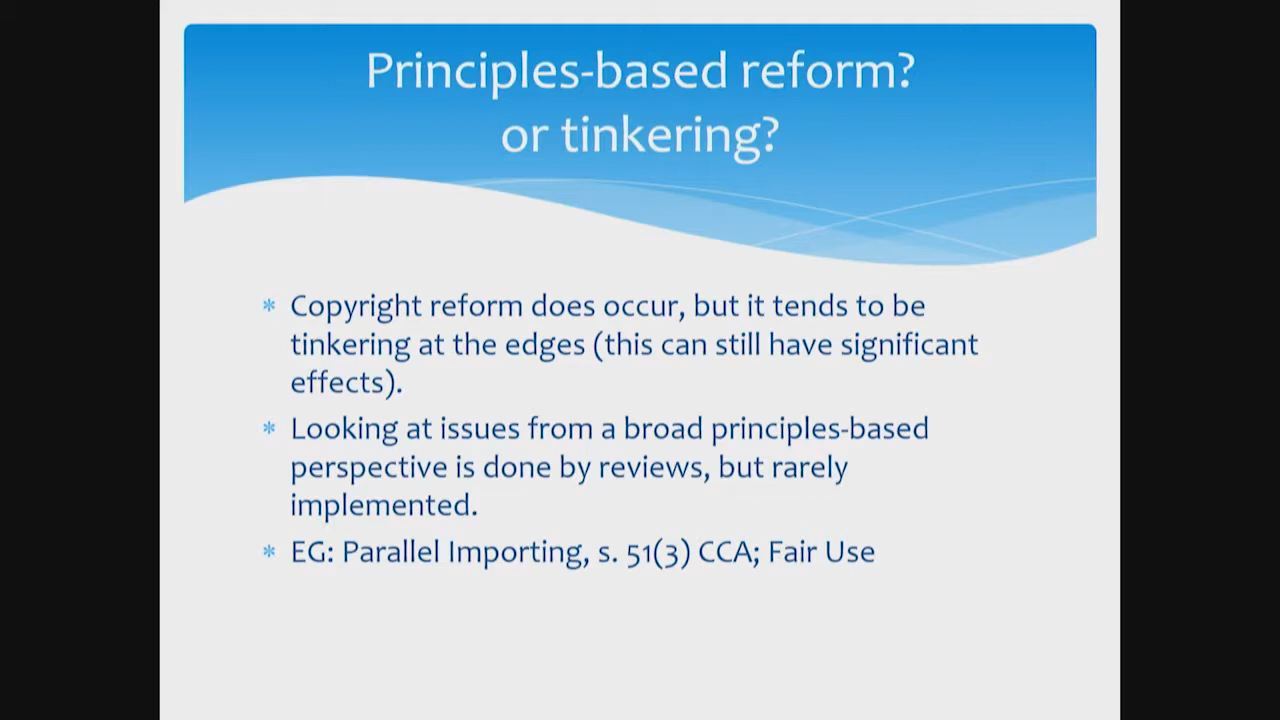 Principles-based reform?
or tinkering?
* Copyright reform does occur, but it tends to be
tinkering at the edges (this can still have significant
effects).
* Looking at issues from a broad principles-based
perspective is done by reviews, but rarely
implemented.
* EG: Parallel Importing, s. 51(3) CCA; Fair Use